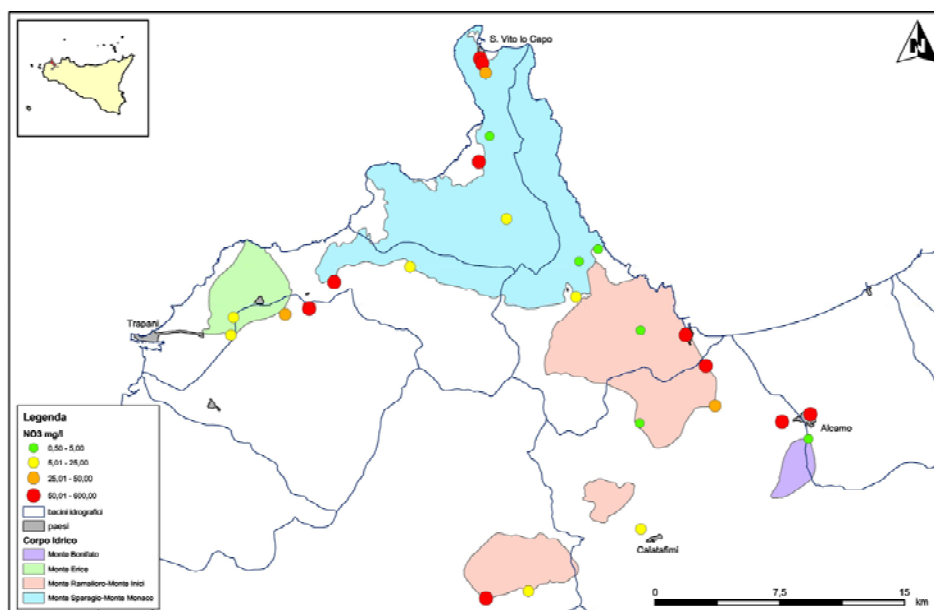 S. Vito lo Capo
N
Trapani
Alcamo
Calatafimi
Legenda
NO3 mg/l
0,50 - 5,00
5,01 - 25,00
25,01 - 50,00
50,01 - 600,00
bacini idrografici
paesi
Corpo Idrico
Monte Bonifato
Monte Erice
Monte Ramalloro-Monte Inici
Monte Sparagio-Monte Monaco
0 7,5 15
km